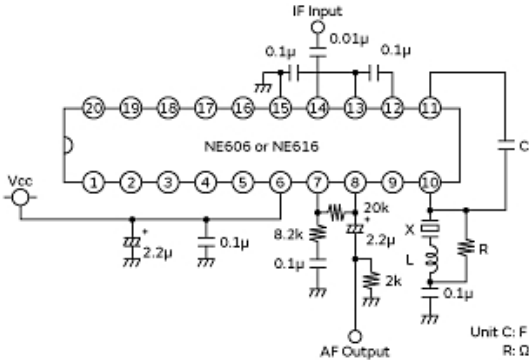 IF Input
0.01μ
0.1μ
0.1μ
20 19 18 17 16 15 14 13 12 11
NE606 or NE616
C
1 2 3 4 5 6 7 8 9 10
Vcc
20k
+
2.2μ
0.1μ
8.2k
+
2.2μ
X
R
L
0.1μ
2k
0.1μ
AF Output
Unit C: F
R: Ω